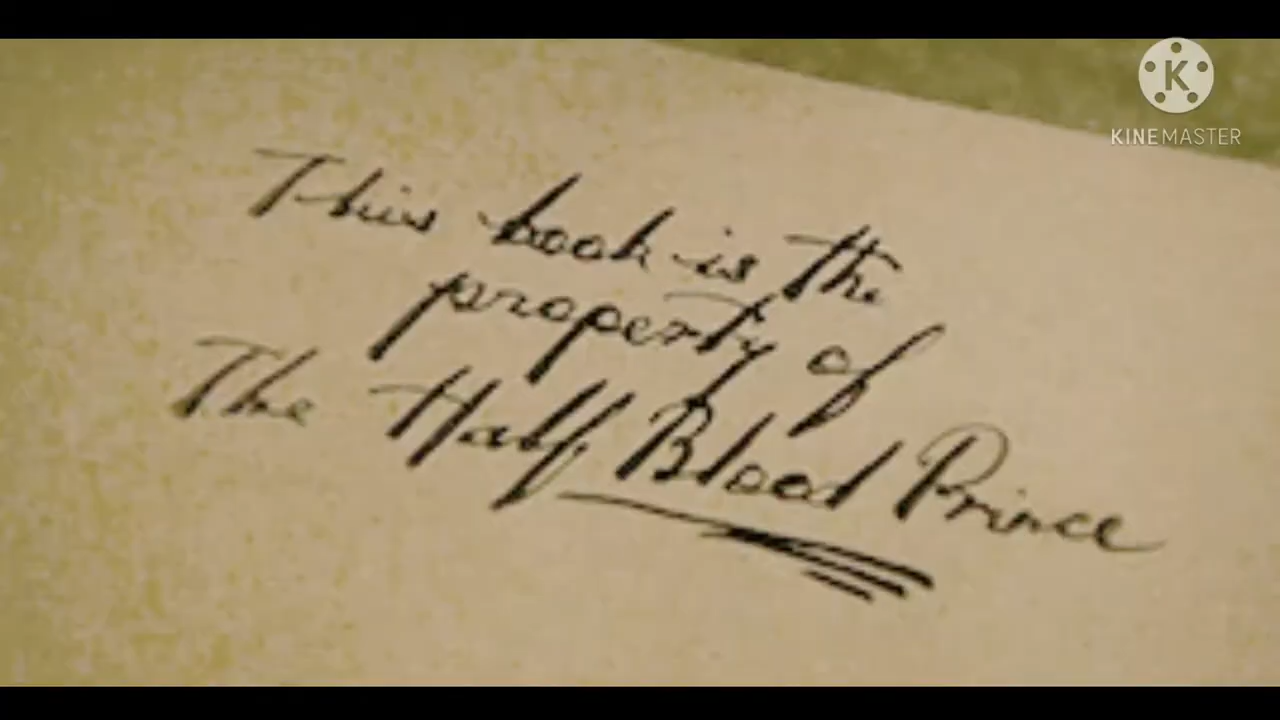 KINEMASTER
This book is the
property of
The Half Blood Prince